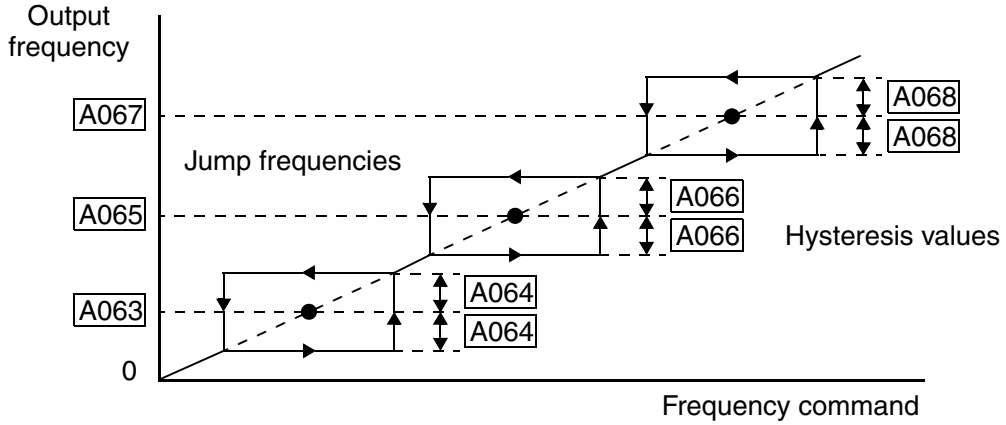 Output
frequency
A067
A068
A068
Jump frequencies
A065
A066
A066
Hysteresis values
A063
A064
A064
0
Frequency command